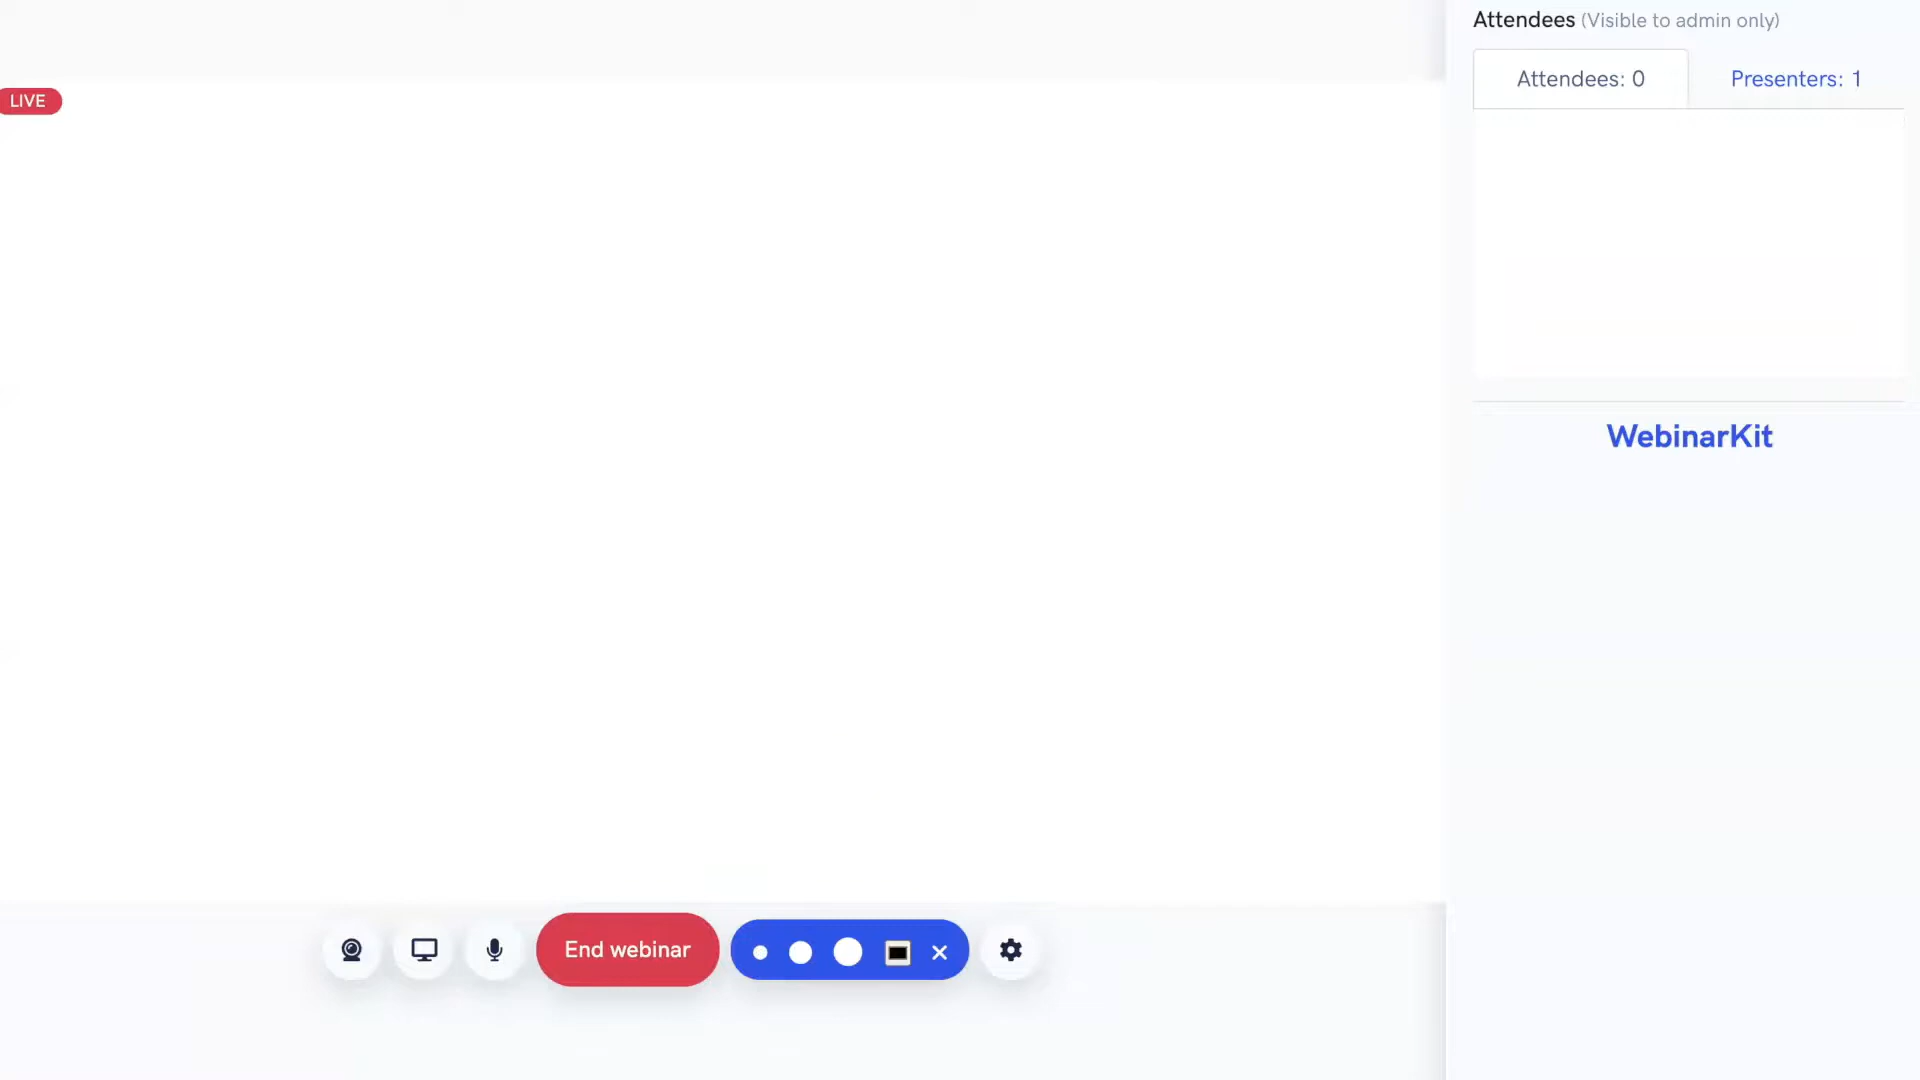 Attendees (Visible to admin only)
Attendees: 0
Presenters: 1
LIVE
WebinarKit
End webinar